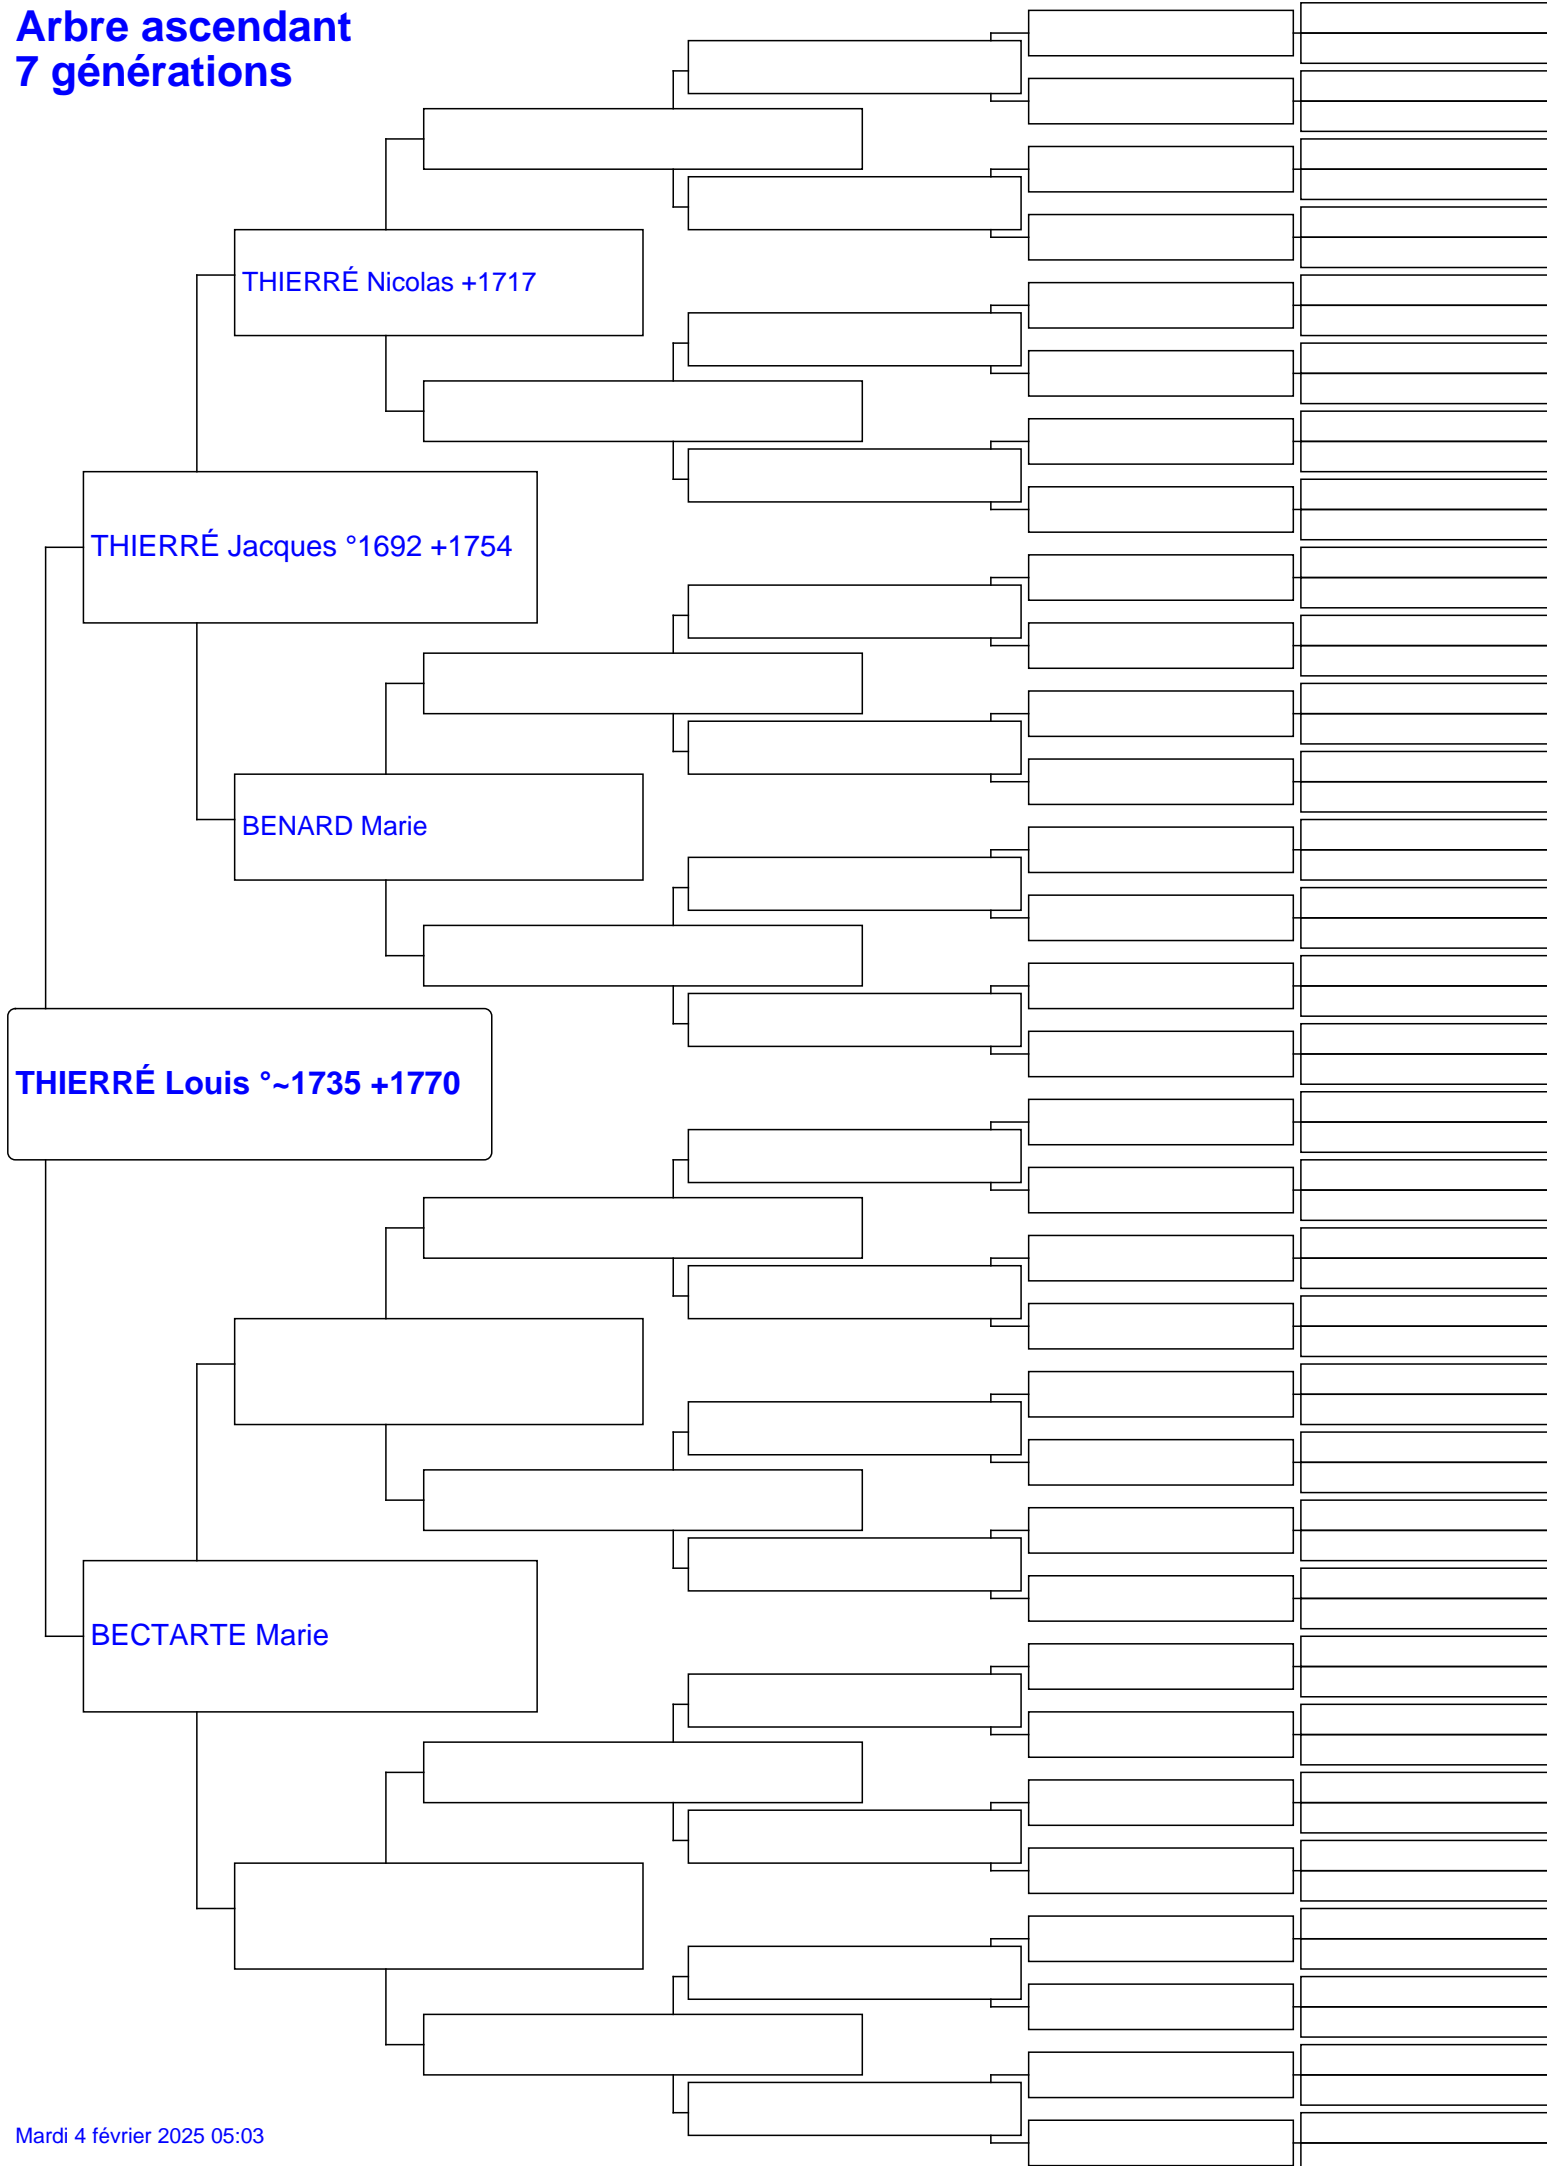 Arbre ascendant
7 générations
THIERRÉ Nicolas +1717
THIERRÉ Jacques °1692 +1754
BENARD Marie
THIERRÉ Louis °~1735 +1770
BECTARTE Marie
Mardi 4 février 2025 05:03